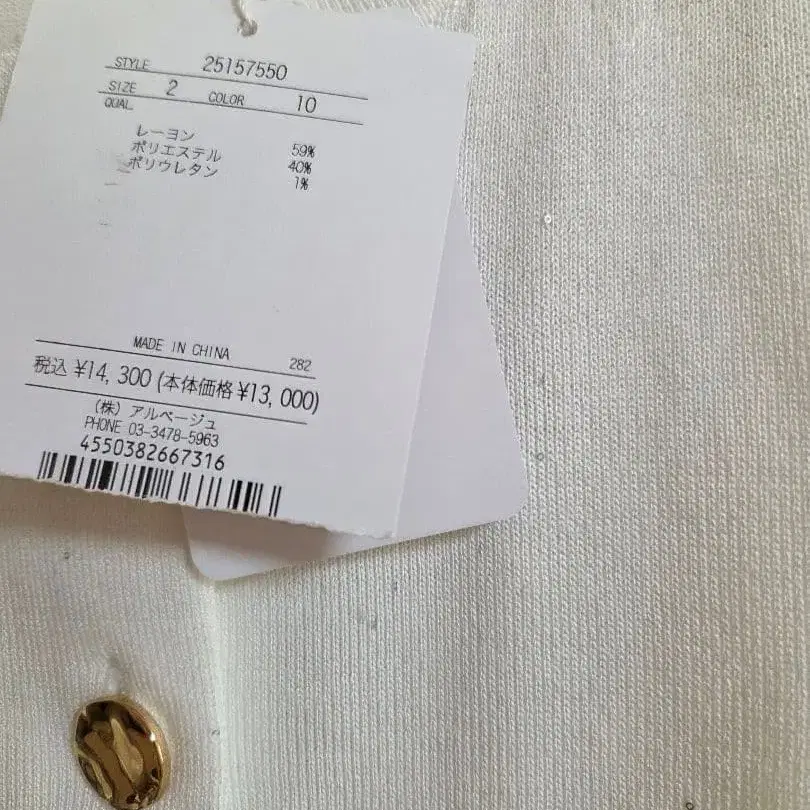 STYLE 25157550
SIZE 2 COLOR 10
QUAL
レーヨン 59%
ポリエステル 40%
ポリウレタン 1%
MADE IN CHINA 282
税込 ¥14,300 (本体価格 ¥13,000)
(株) アルページュ
PHONE 03-3478-5963
4550382667316